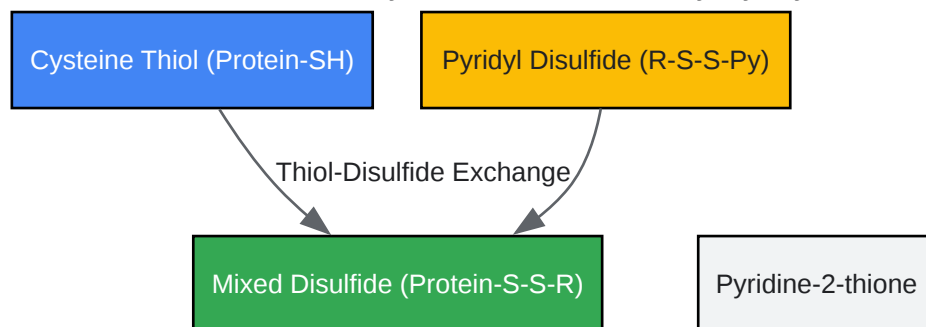 Cysteine Thiol (Protein-SH)
Pyridyl Disulfide (R-S-S-Py)
Thiol-Disulfide Exchange
Mixed Disulfide (Protein-S-S-R)
Pyridine-2-thione